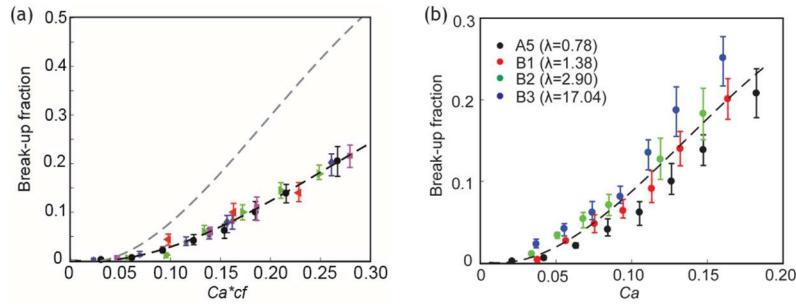 (a)
Break-up fraction
0.5
0.4
0.3
0.2
0.1
0
0 0.05 0.10 0.15 0.20 0.25 0.30
Ca*cf
(b)
Break-up fraction
0.3
0.2
0.1
0
A5 (λ=0.78)
B1 (λ=1.38)
B2 (λ=2.90)
B3 (λ=17.04)
0 0.05 0.10 0.15 0.20
Ca